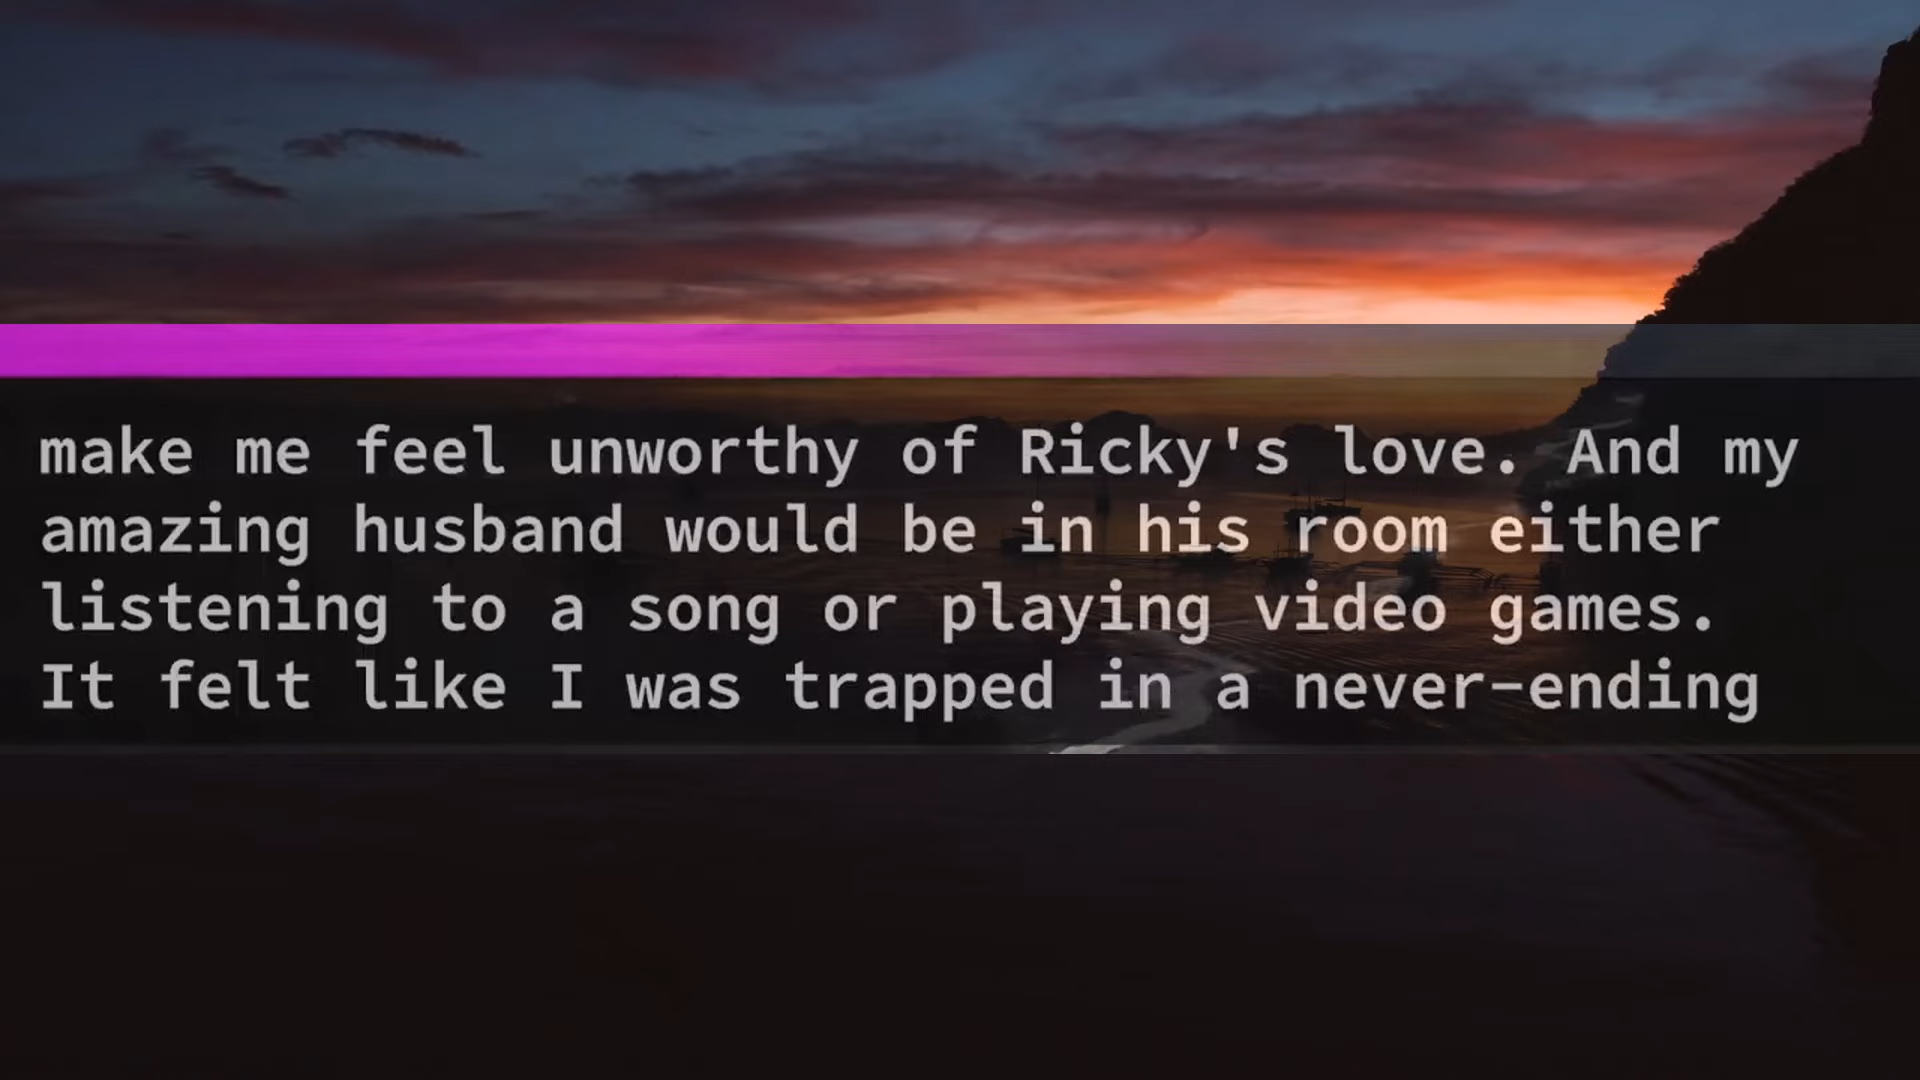 make me feel unworthy of Ricky's love. And my
amazing husband would be in his room either
listening to a song or playing video games.
It felt like I was trapped in a never-ending